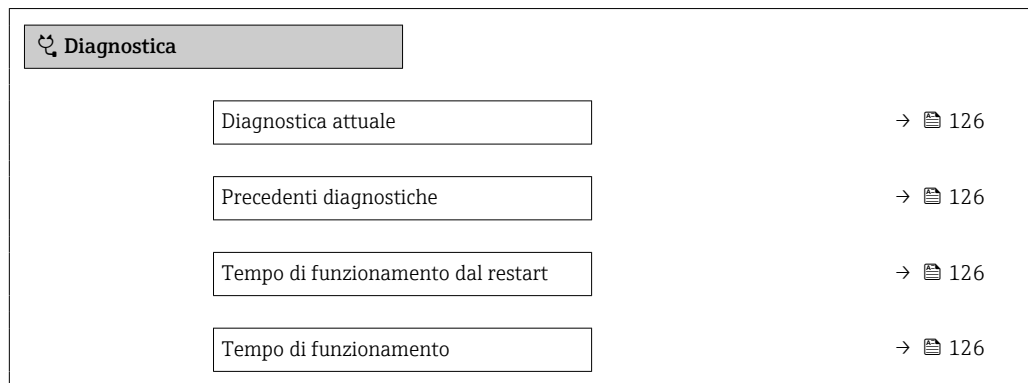 Diagnostica
Diagnostica attuale → 126
Precedenti diagnostiche → 126
Tempo di funzionamento dal restart → 126
Tempo di funzionamento → 126